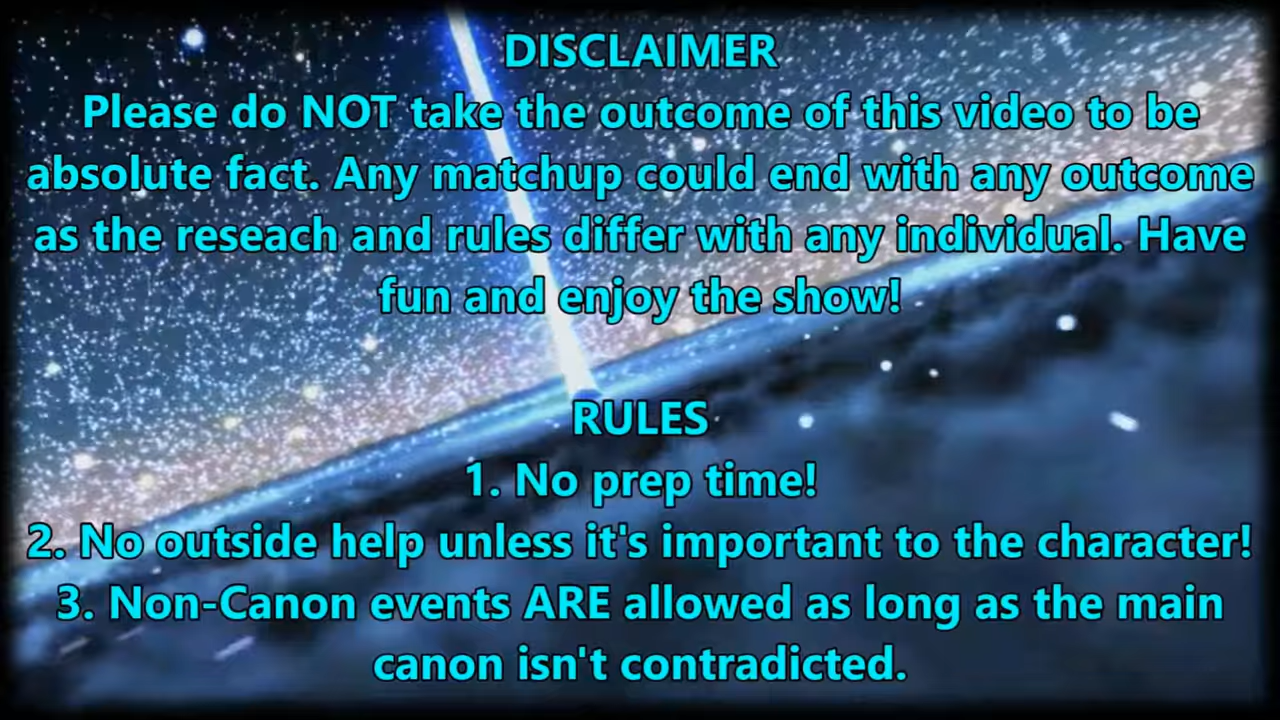 DISCLAIMER
Please do NOT take the outcome of this video to be
absolute fact. Any matchup could end with any outcome
as the reseach and rules differ with any individual. Have
fun and enjoy the show!
RULES
1. No prep time!
2. No outside help unless it's important to the character!
3. Non-Canon events ARE allowed as long as the main
canon isn't contradicted.